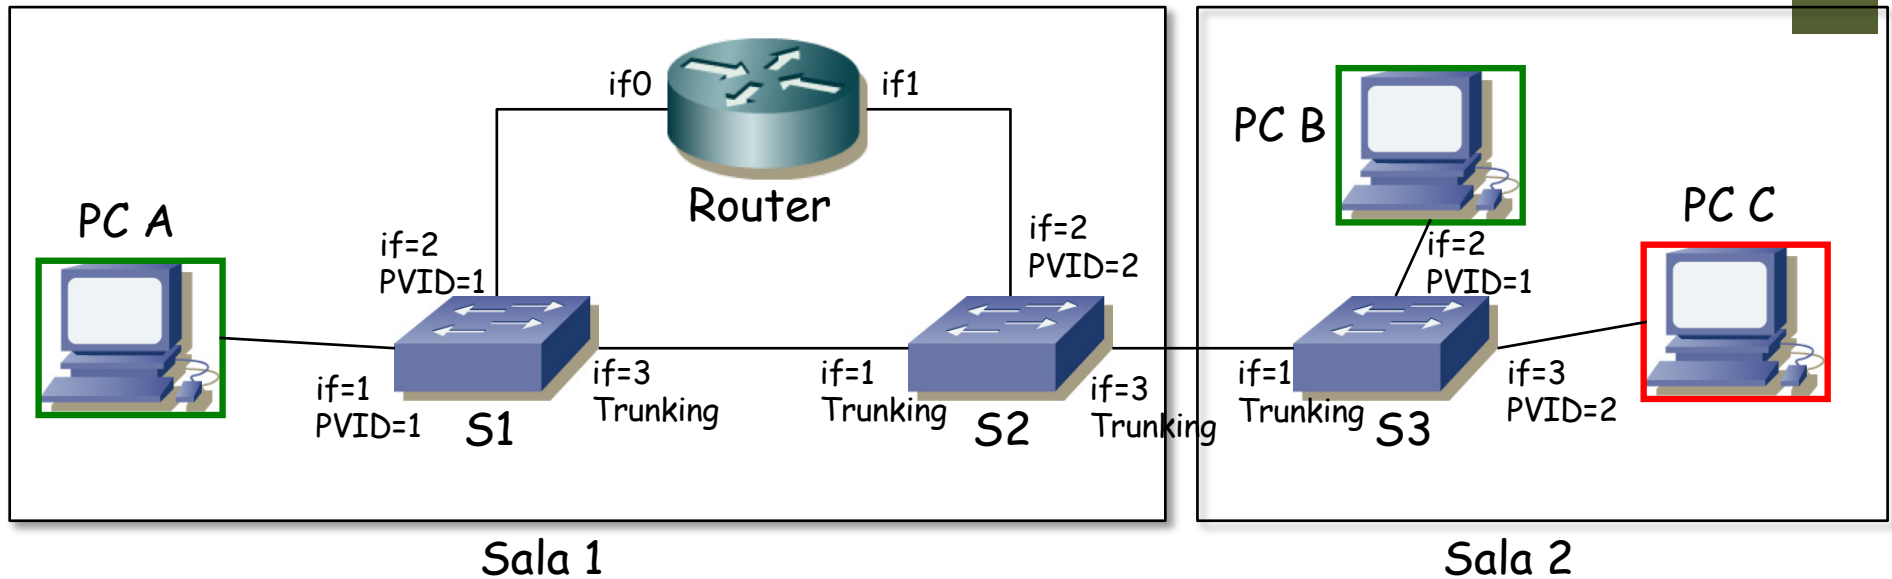 if0
if1
Router
PC A
if=2
PVID=1
if=1
PVID=1
S1
if=3
Trunking
if=1
Trunking
S2
if=2
PVID=2
if=3
Trunking
Sala 1
PC B
PC C
if=2
PVID=1
if=1
Trunking
S3
if=3
PVID=2
Sala 2